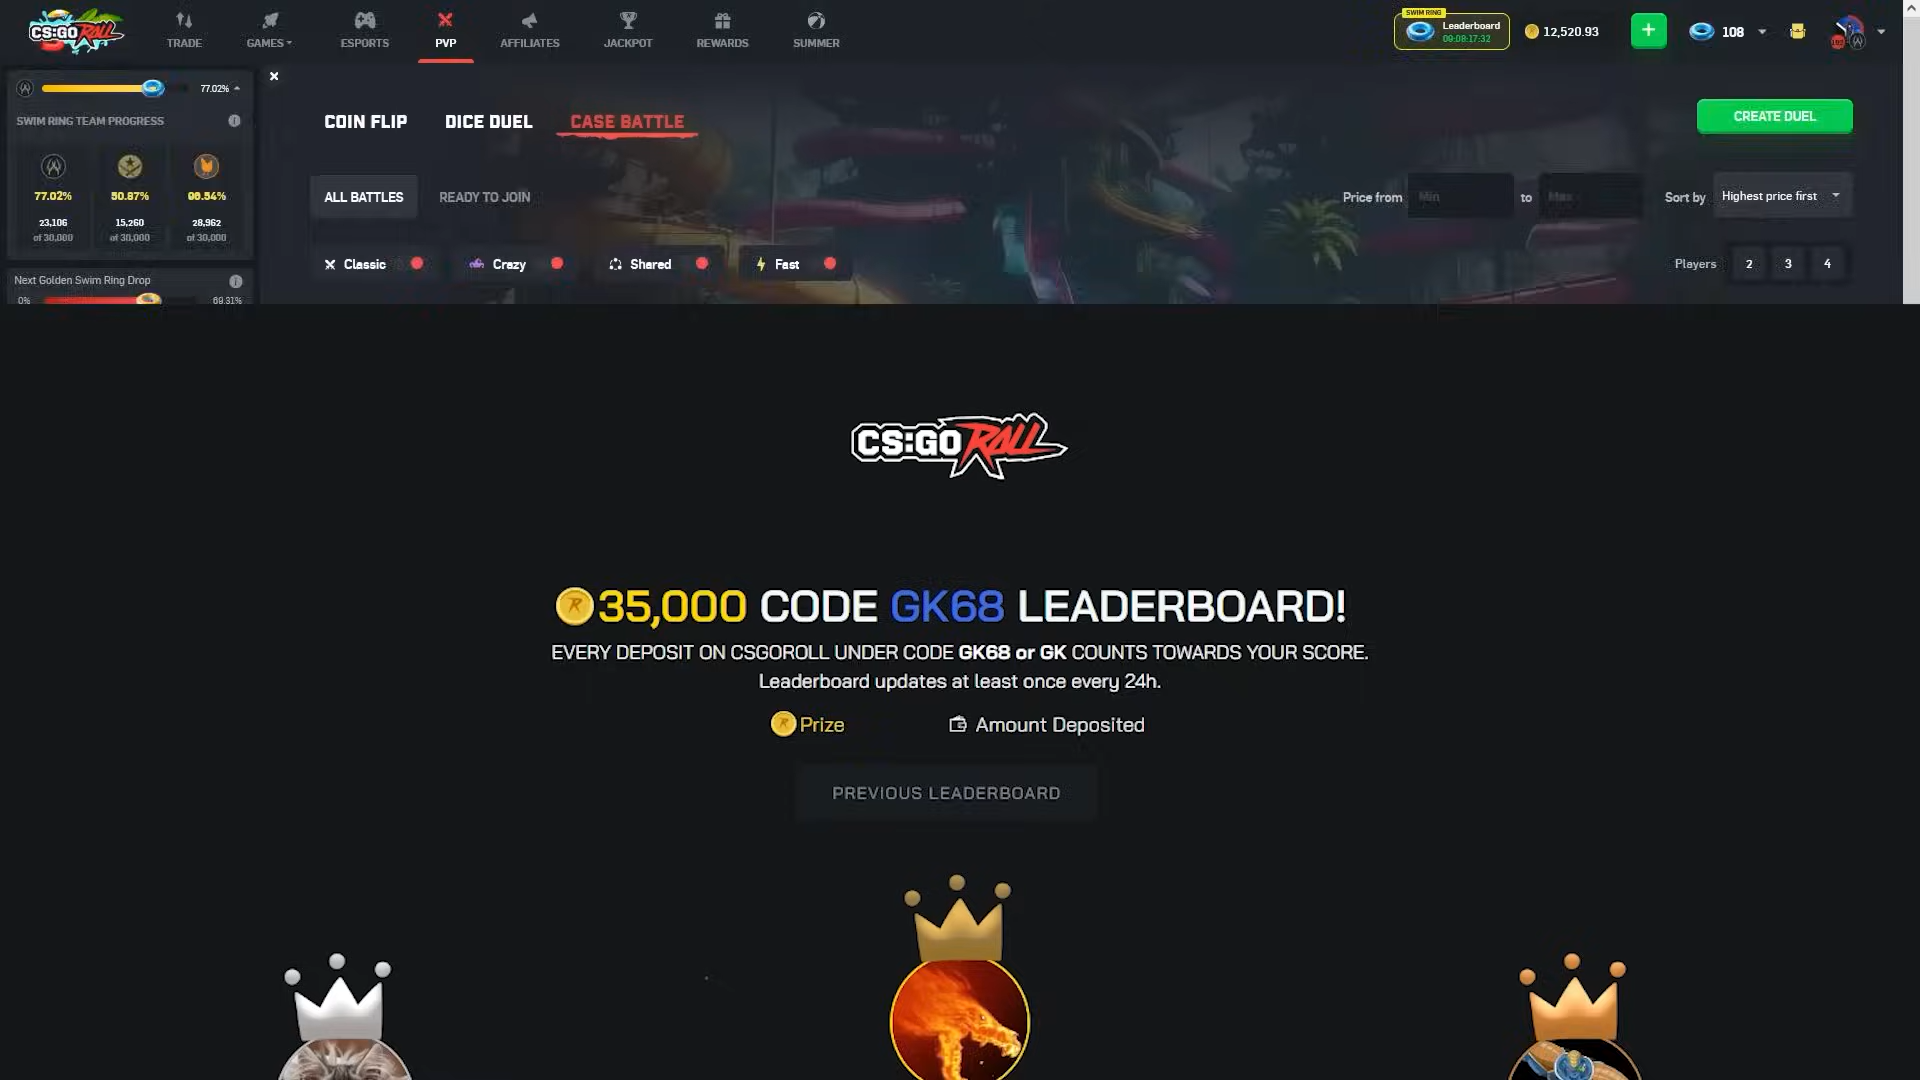 CS:GO ROLL
TRADE
GAMES
ESPORTS
PVP
AFFILIATES
JACKPOT
REWARDS
SUMMER
SWIM RING
Leaderboard
09:08:17:32
12,520.93
+
108
77.02%
SWIM RING TEAM PROGRESS
77.02% 50.87% 96.54%
23,106 15,260 28,962
of 30,000 of 30,000 of 30,000
Next Golden Swim Ring Drop
0% 69.31%
COIN FLIP DICE DUEL CASE BATTLE
CREATE DUEL
ALL BATTLES READY TO JOIN
Price from Min to Max Sort by Highest price first
Classic Crazy Shared Fast
Players 2 3 4
CS:GO ROLL
35,000 CODE GK68 LEADERBOARD!
EVERY DEPOSIT ON CSGOROLL UNDER CODE GK68 or GK COUNTS TOWARDS YOUR SCORE.
Leaderboard updates at least once every 24h.
Prize Amount Deposited
PREVIOUS LEADERBOARD